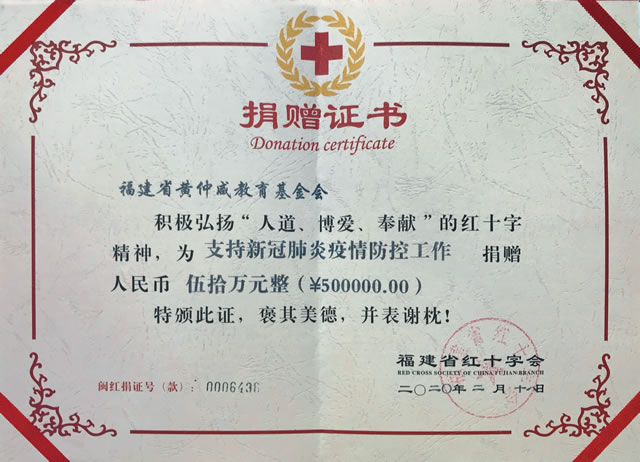 捐赠证书
Donation certificate
福建省黄仲咸教育基金会
积极弘扬“人道、博爱、奉献”的红十字
精神，为 支持新冠肺炎疫情防控工作 捐赠
人民币 伍拾万元整（¥500000.00）
特颁此证，褒其美德，并表谢忱！
福建省红十字会
RED CROSS SOCIETY OF CHINA FUJIAN BRANCH
二〇二〇年 二 月 十八日
闽红捐证号（款）：0006438